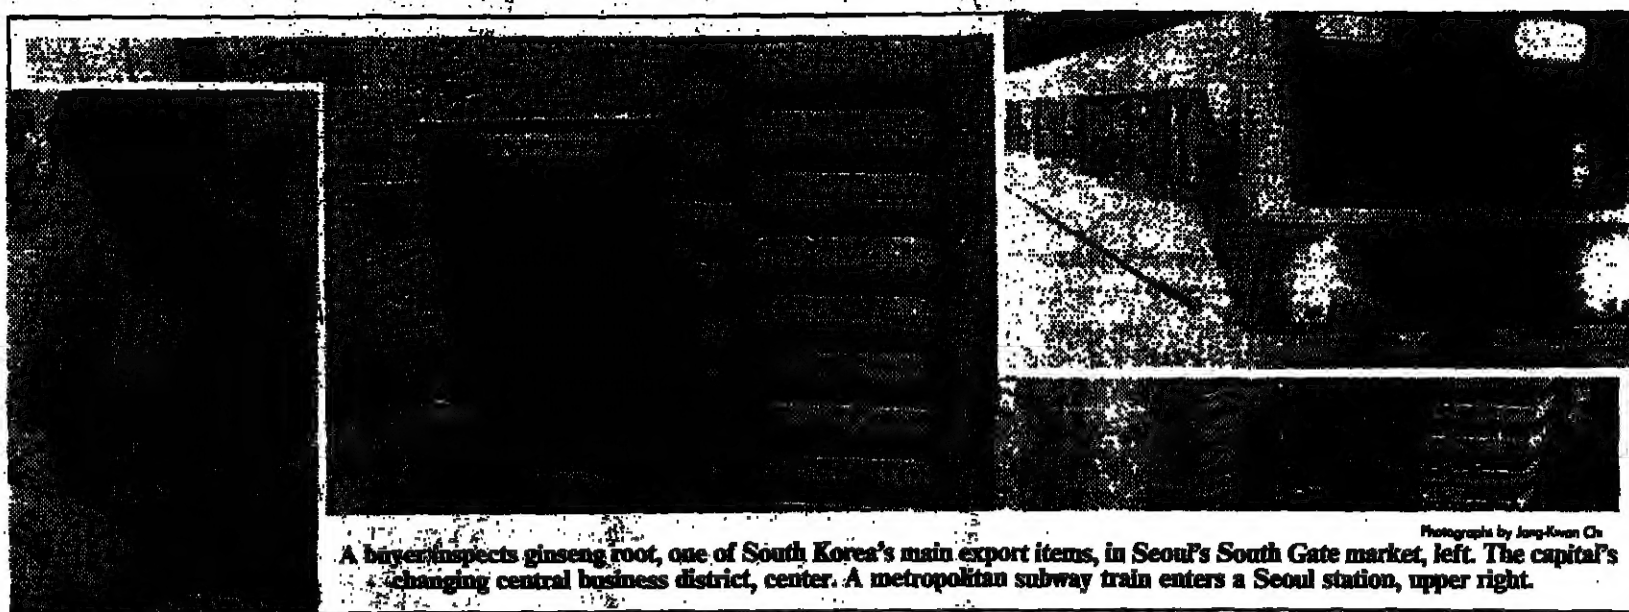 Photographs by Jong-Kwan Ch
A buyer inspects ginseng root, one of South Korea's main export items, in Seoul's South Gate market, left. The capital's
changing central business district, center. A metropolitan subway train enters a Seoul station, upper right.